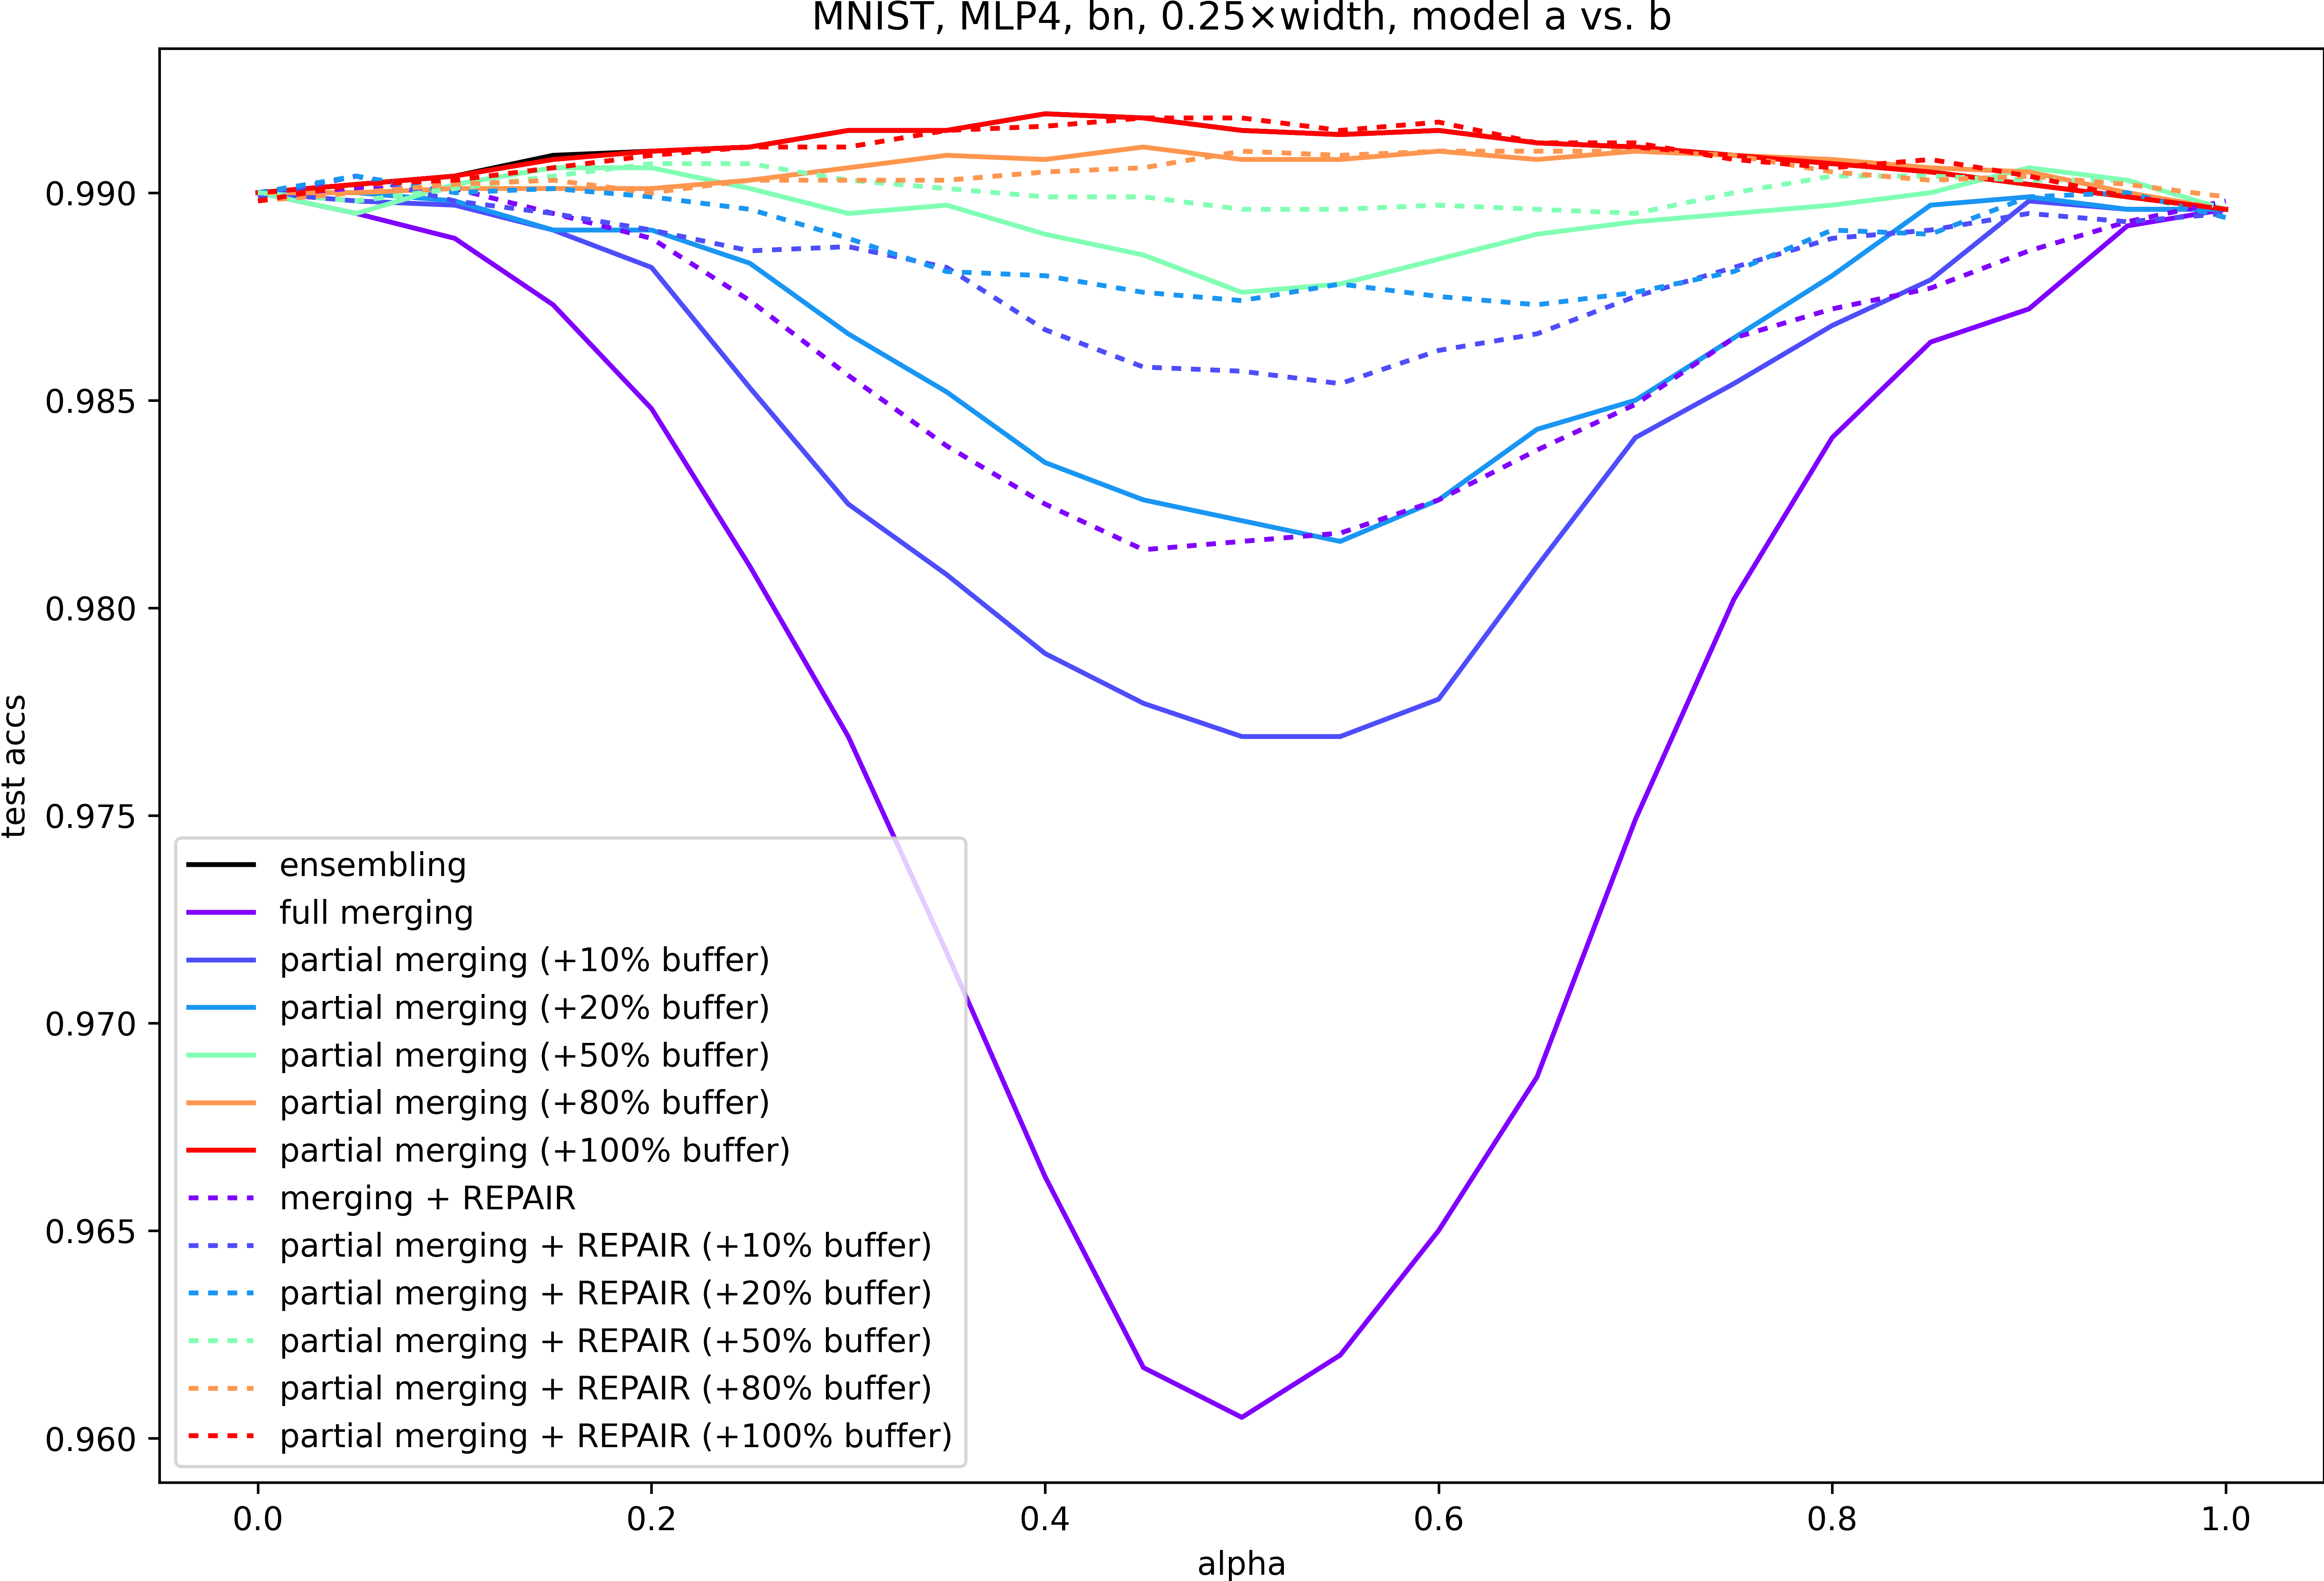 MNIST, MLP4, bn, 0.25×width, model a vs. b
test accs
0.990
0.985
0.980
0.975
0.970
0.965
0.960
ensembling
full merging
partial merging (+10% buffer)
partial merging (+20% buffer)
partial merging (+50% buffer)
partial merging (+80% buffer)
partial merging (+100% buffer)
merging + REPAIR
partial merging + REPAIR (+10% buffer)
partial merging + REPAIR (+20% buffer)
partial merging + REPAIR (+50% buffer)
partial merging + REPAIR (+80% buffer)
partial merging + REPAIR (+100% buffer)
0.0 0.2 0.4 0.6 0.8 1.0
alpha